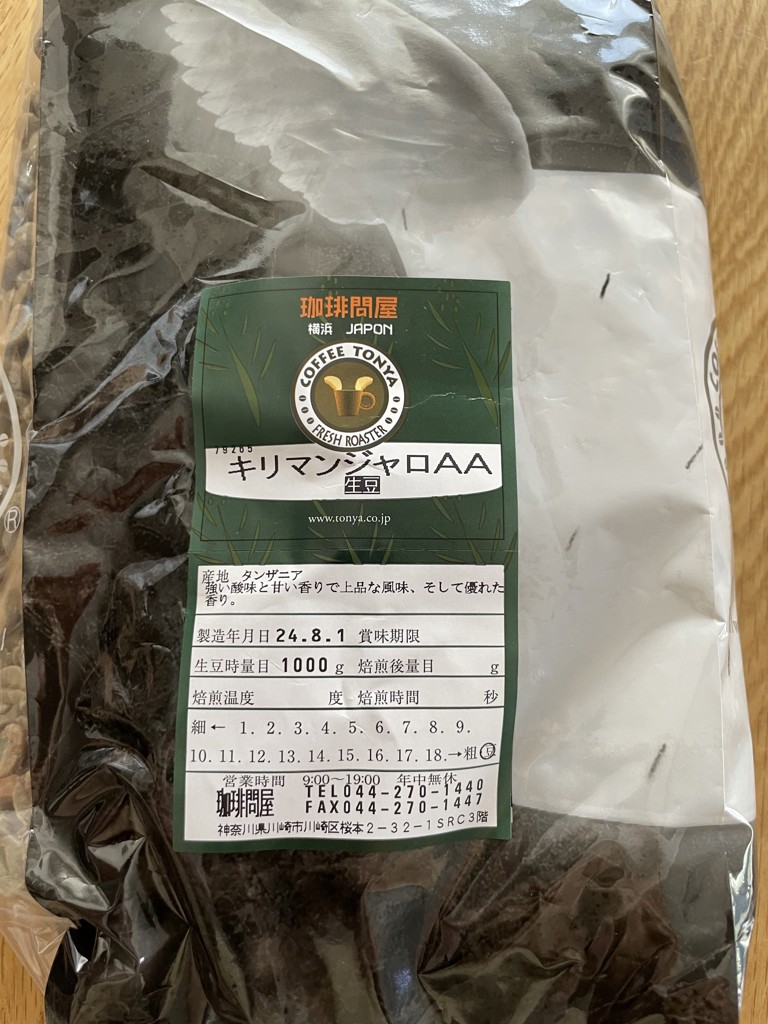 珈琲問屋
横浜 JAPON
COFFEE TONYA
FRESH ROASTER
79265
キリマンジャロAA
生豆
www.tonya.co.jp
産地 タンザニア
強い酸味と甘い香りで上品な風味、そして優れた
香り。
製造年月日 24.8.1 賞味期限
生豆時量目 1000 g 焙煎後量目 g
焙煎温度 度 焙煎時間 秒
細← 1. 2. 3. 4. 5. 6. 7. 8. 9.
10. 11. 12. 13. 14. 15. 16. 17. 18.→粗 豆
営業時間 9:00〜19:00 年中無休
珈琲問屋 TEL044-270-1440
FAX044-270-1447
神奈川県川崎市川崎区桜本2-32-1SRC3階
®